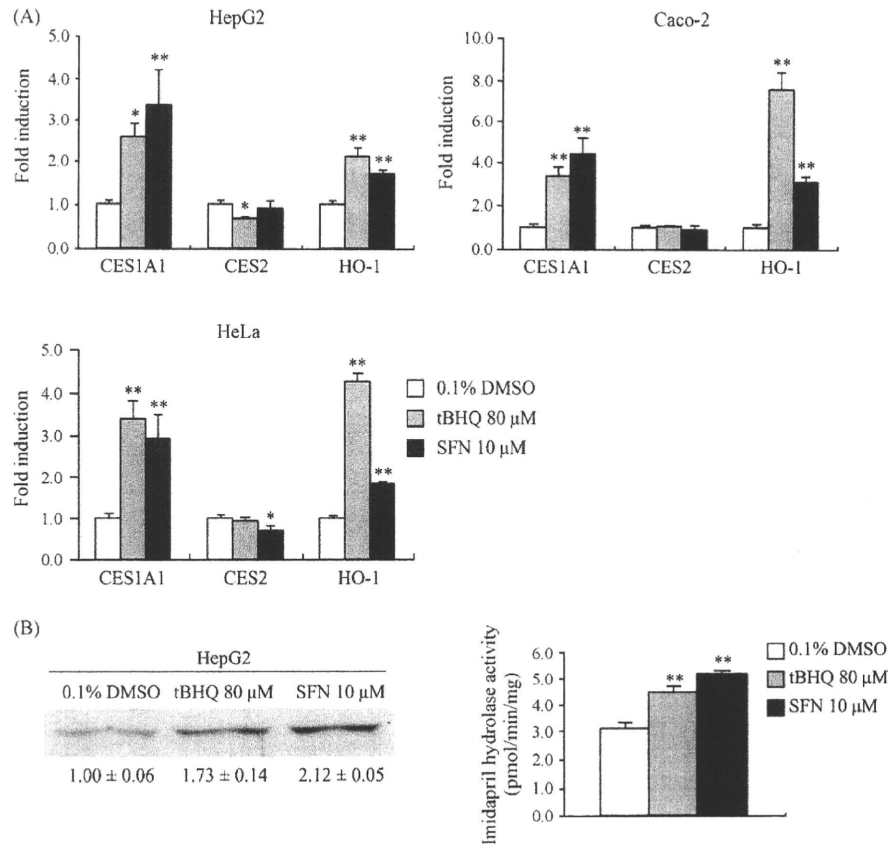 (A)
HepG2
Fold induction
5.0
4.0
3.0
2.0
1.0
0.0
**
*
*
**
**
CES1A1 CES2 HO-1
Caco-2
Fold induction
10.0
8.0
6.0
4.0
2.0
0.0
**
**
**
**
CES1A1 CES2 HO-1
HeLa
Fold induction
5.0
4.0
3.0
2.0
1.0
0.0
**
**
*
**
**
CES1A1 CES2 HO-1
0.1% DMSO
tBHQ 80 µM
SFN 10 µM
(B)
HepG2
0.1% DMSO tBHQ 80 µM SFN 10 µM
1.00 ± 0.06 1.73 ± 0.14 2.12 ± 0.05
Imidapril hydrolase activity
(pmol/min/mg)
6.0
5.0
4.0
3.0
2.0
1.0
0.0
**
**
0.1% DMSO
tBHQ 80 µM
SFN 10 µM